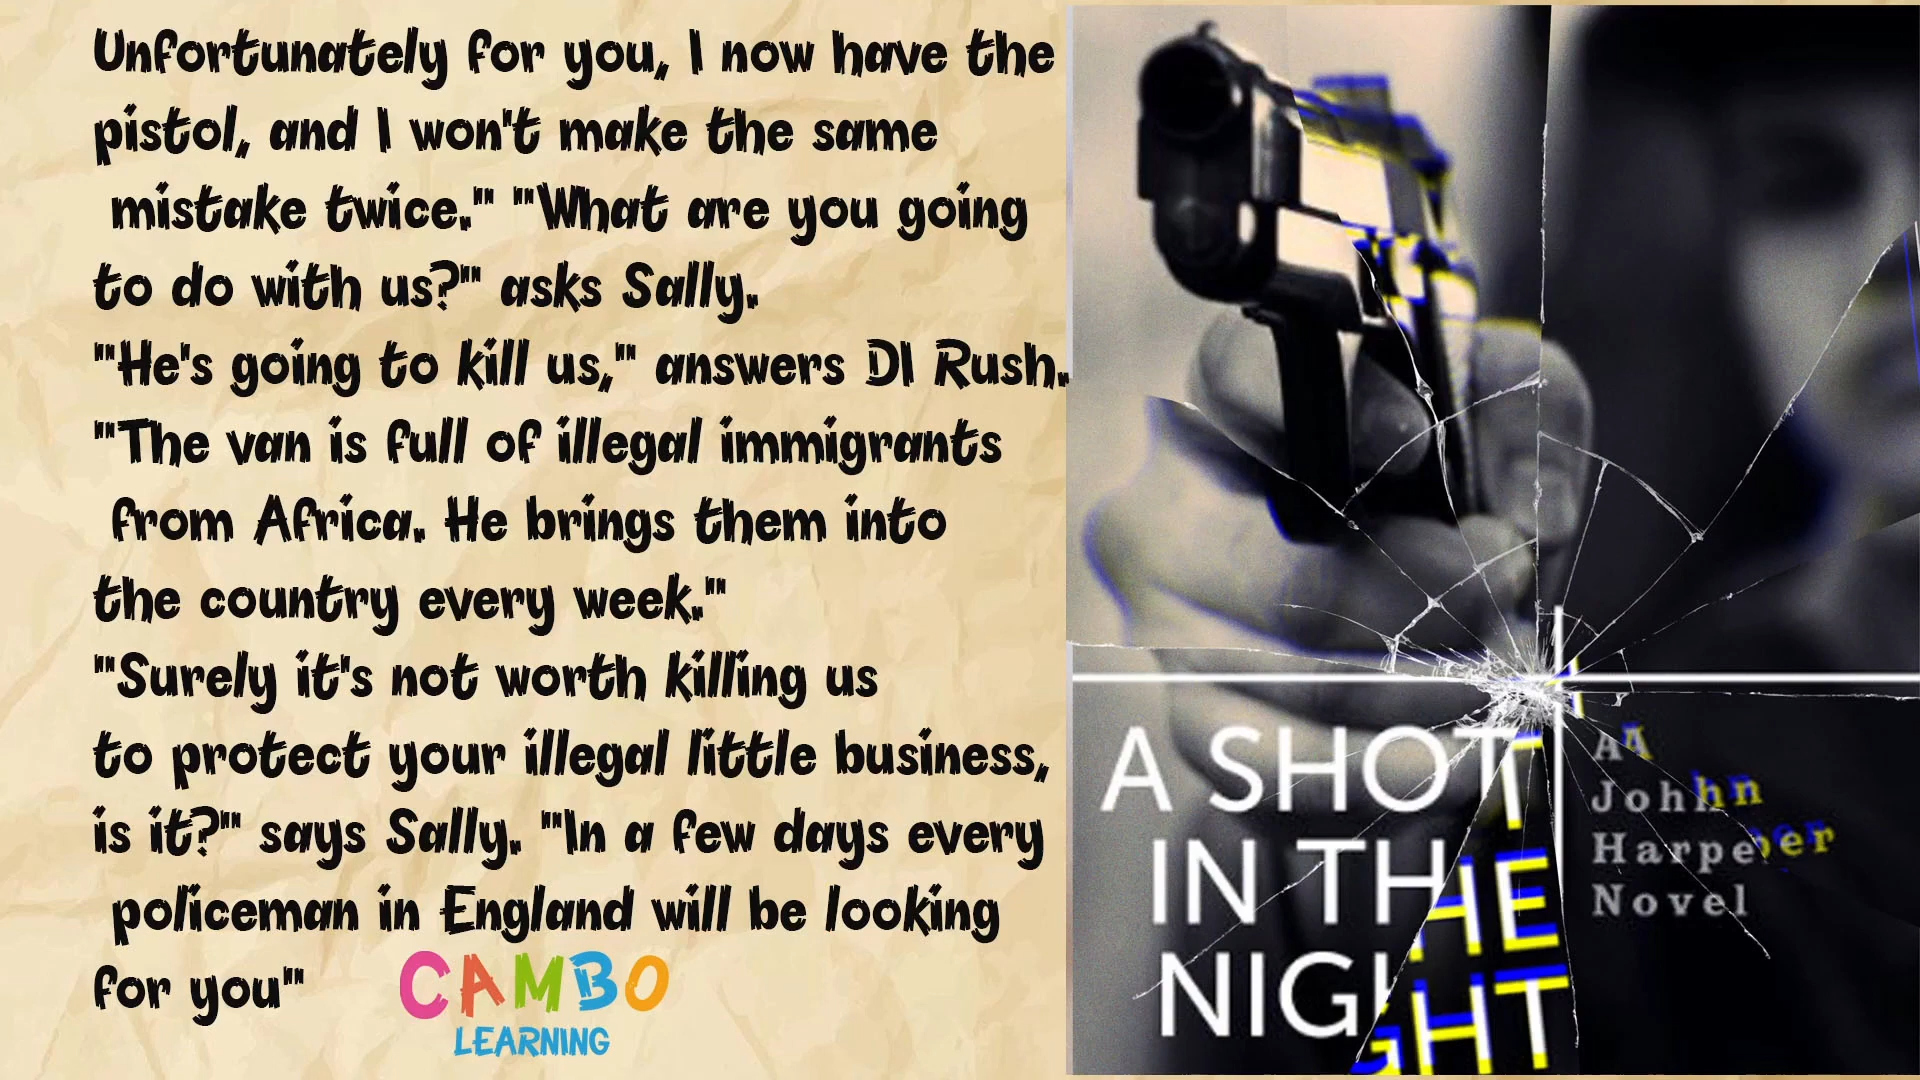 Unfortunately for you, I now have the
pistol, and I won't make the same
mistake twice."' "'What are you going
to do with us?"' asks Sally.
"'He's going to kill us,"' answers DI Rush.
"'The van is full of illegal immigrants
from Africa. He brings them into
the country every week."'
"'Surely it's not worth killing us
to protect your illegal little business,
is it?"' says Sally. "'In a few days every
policeman in England will be looking
for you"'
CAMBO
LEARNING
A SHOT
IN THE
NIGHT
A
John
Harper
Novel